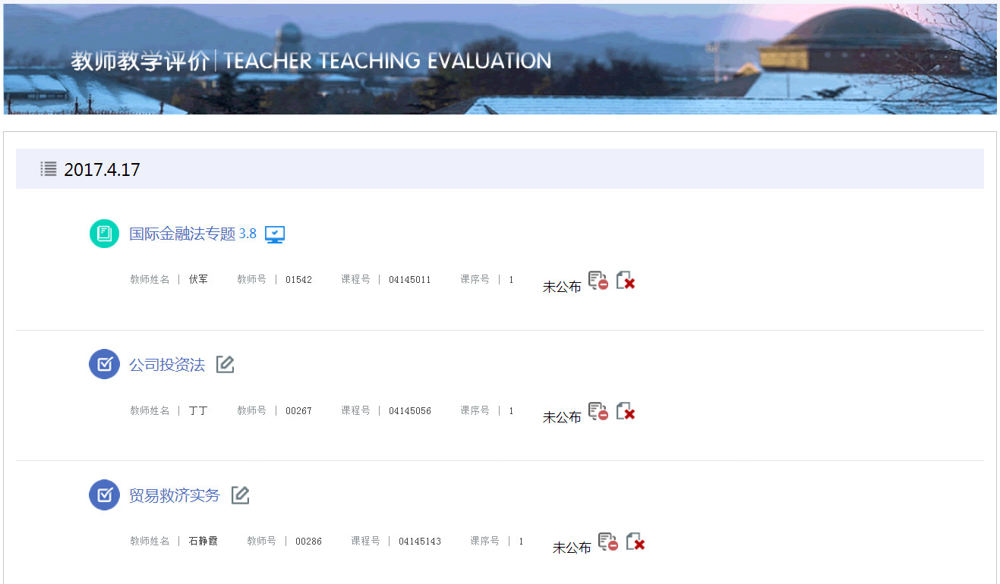 教师教学评价|TEACHER TEACHING EVALUATION
2017.4.17
国际金融法专题 3.8
教师姓名 | 伏军 教师号 | 01542 课程号 | 04145011 课序号 | 1 未公布
公司投资法
教师姓名 | 丁丁 教师号 | 00267 课程号 | 04145056 课序号 | 1 未公布
贸易救济实务
教师姓名 | 石静霞 教师号 | 00286 课程号 | 04145143 课序号 | 1 未公布